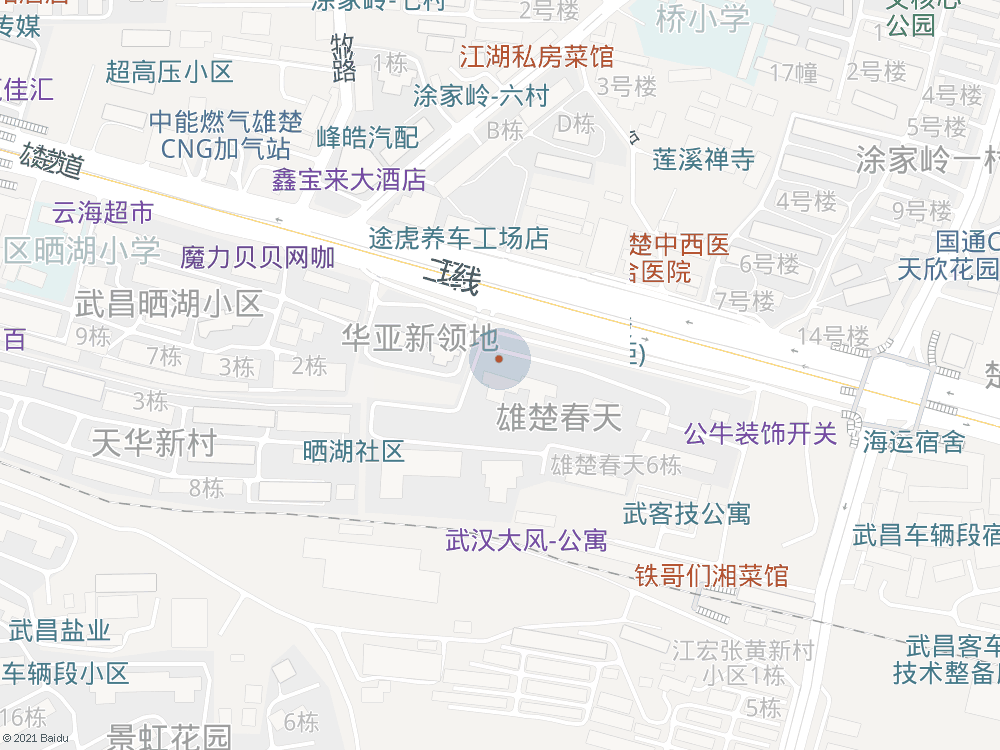 涂家岭-七村
2号楼
桥小学
传媒
公园
牧
路
江湖私房菜馆
超高压小区
1栋
17幢
2号楼
佳汇
涂家岭-六村
3号楼
4号楼
中能燃气雄楚
CNG加气站
峰皓汽配
B栋
D栋
5号楼
雄楚大道
莲溪禅寺
涂家岭一村
鑫宝来大酒店
云海超市
4号楼
9号楼
区晒湖小学
途虎养车工场店
楚中西医
合医院
国通C
天欣花园
魔力贝贝网咖
二环线
6号楼
武昌晒湖小区
7号楼
百
9栋
华亚新领地
14号楼
7栋
3栋
2栋
楚
3栋
雄楚春天
天华新村
公牛装饰开关
晒湖社区
海运宿舍
雄楚春天6栋
8栋
武客技公寓
武汉大风-公寓
武昌车辆段宿
铁哥们湘菜馆
武昌盐业
江宏张黄新村
小区1栋
武昌客车
技术整备
车辆段小区
16栋
6栋
5栋
景虹花园
© 2021 Baidu